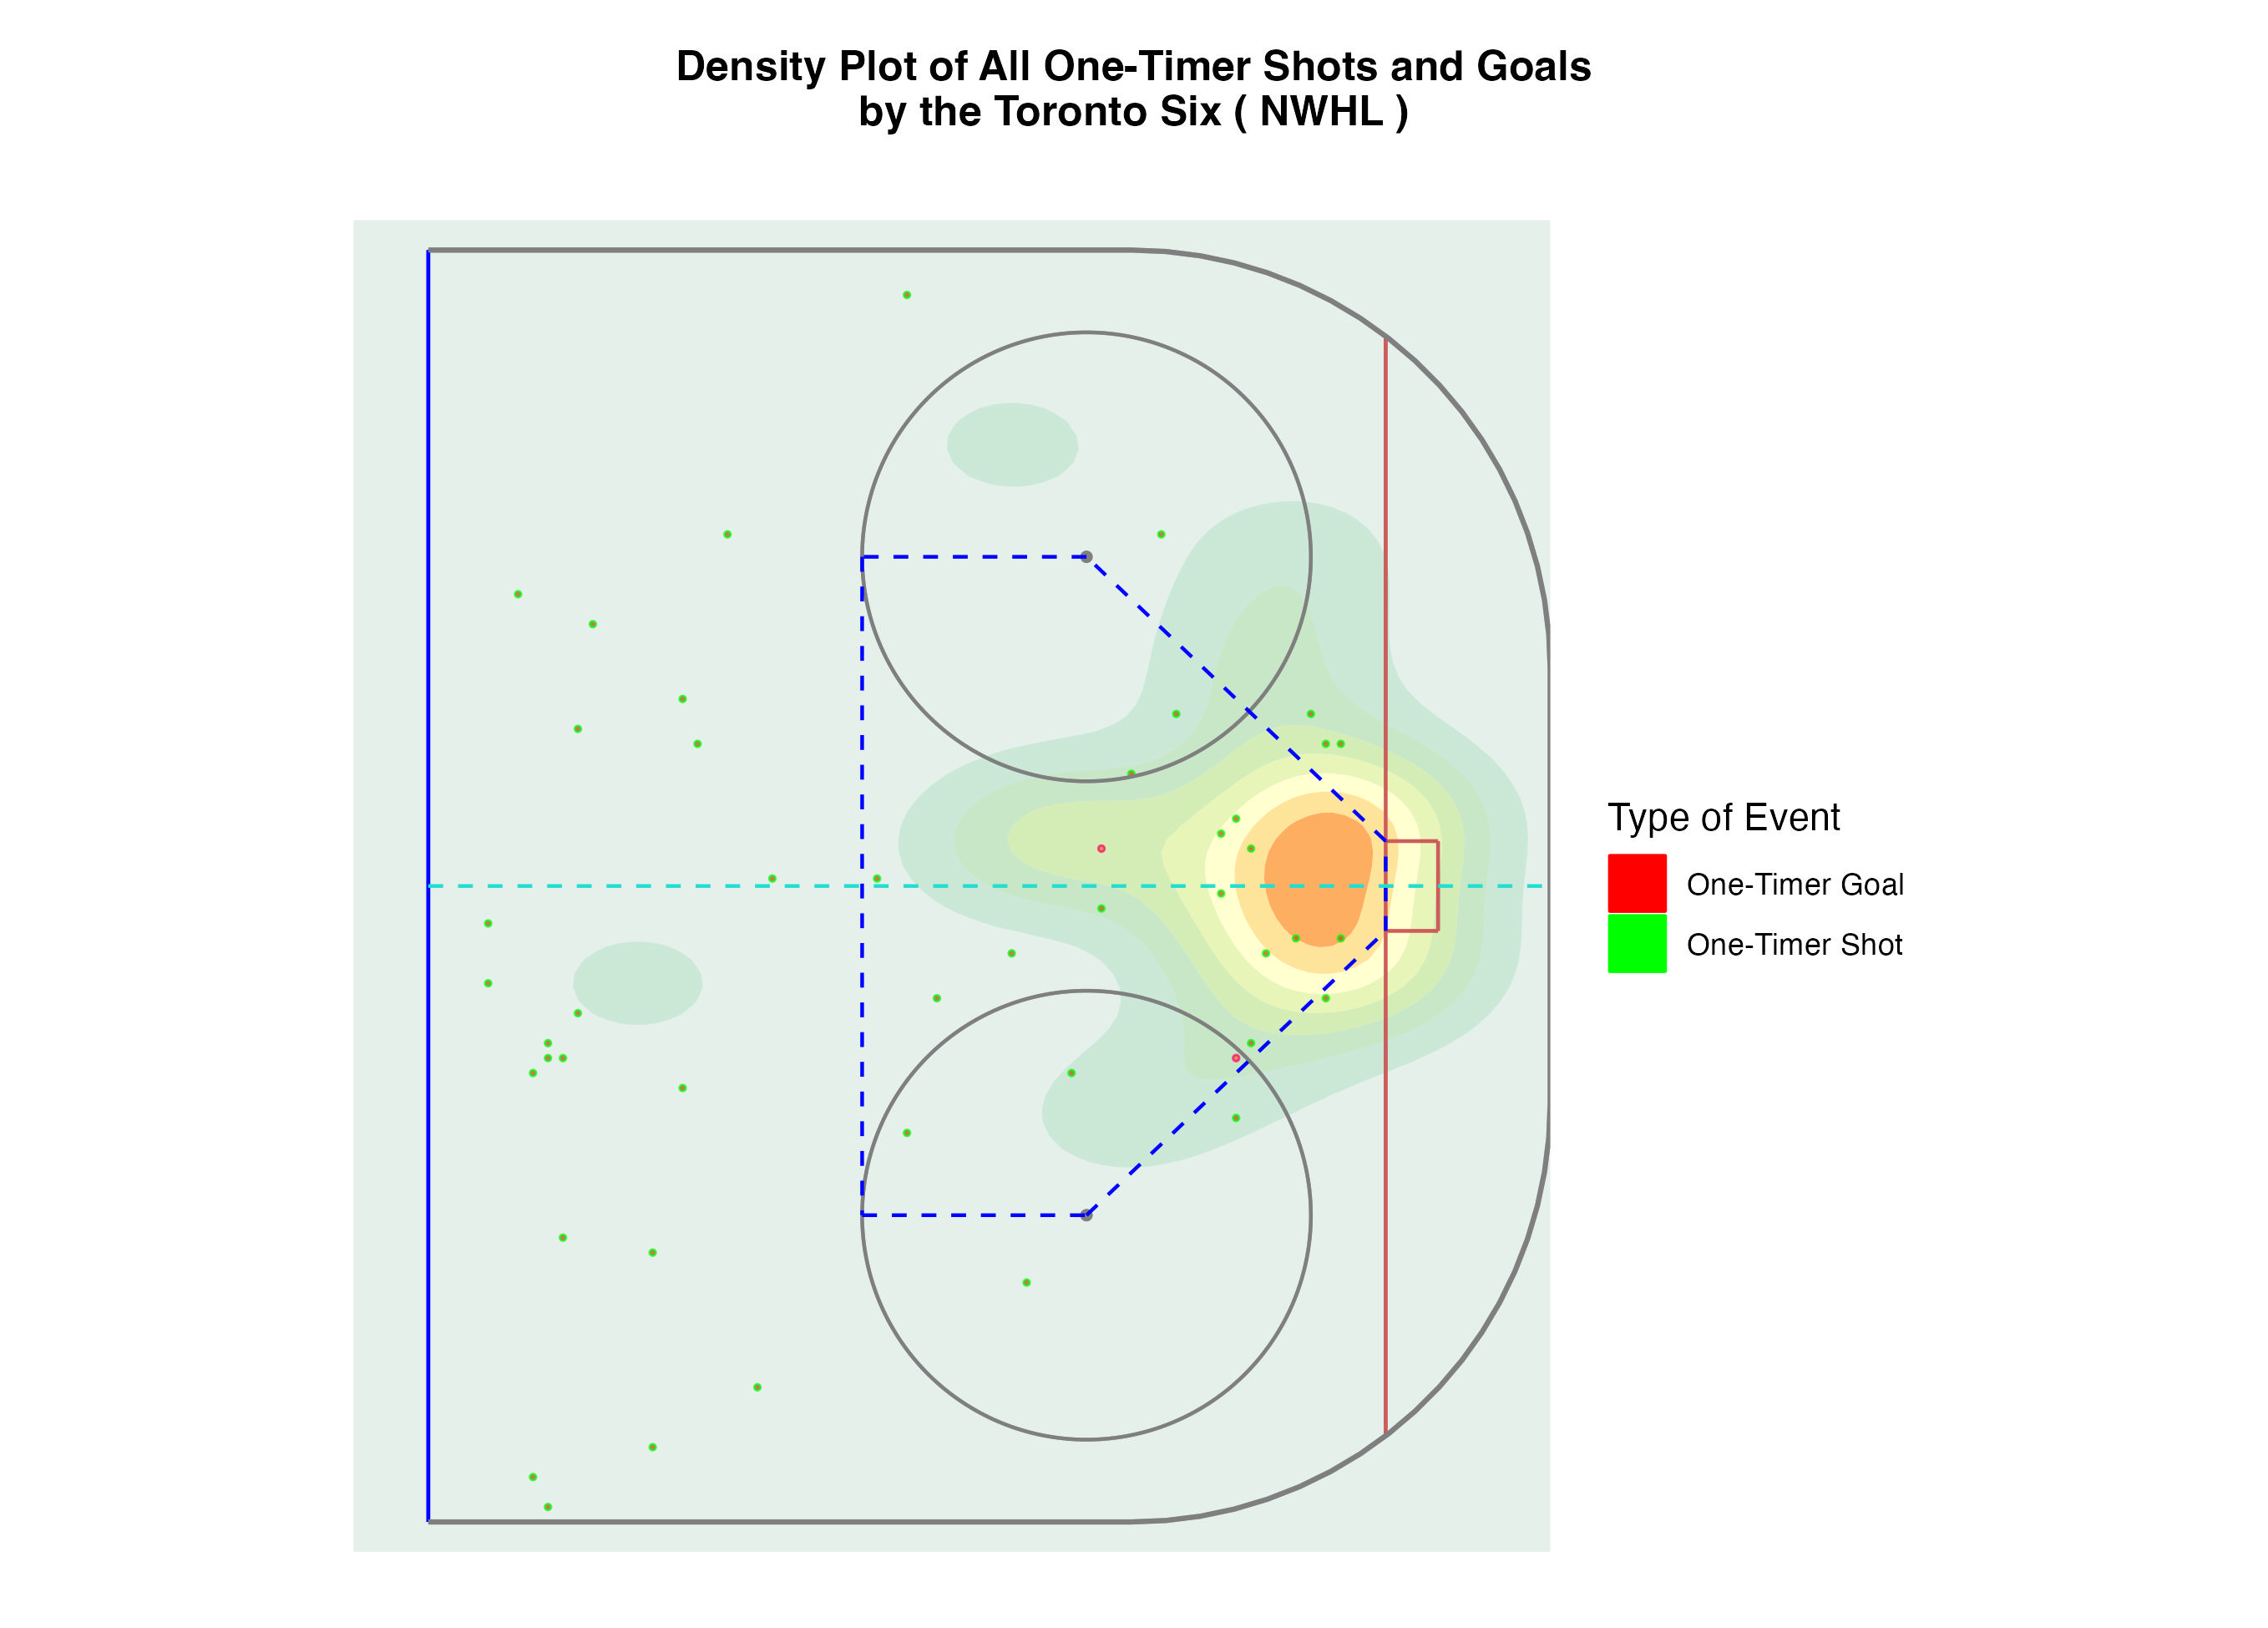 Density Plot of All One-Timer Shots and Goals
by the Toronto Six ( NWHL )
Type of Event
One-Timer Goal
One-Timer Shot